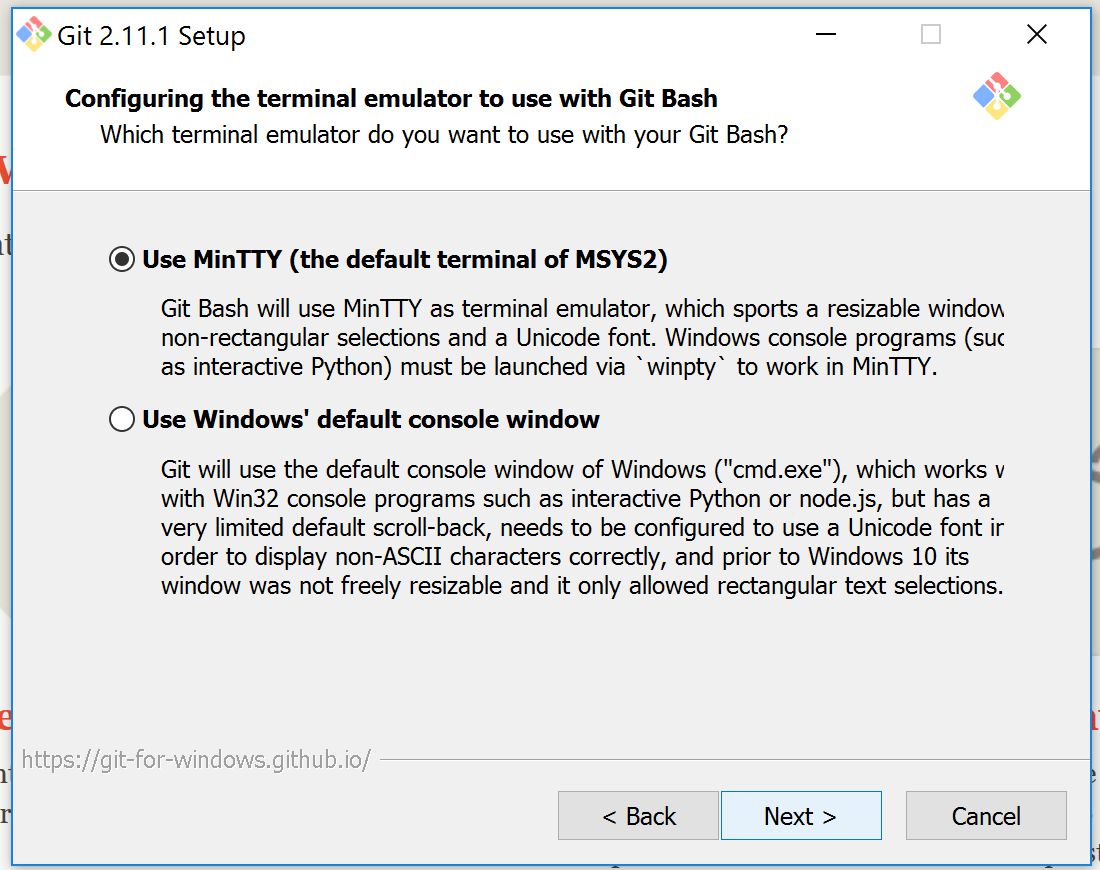 Git 2.11.1 Setup
Configuring the terminal emulator to use with Git Bash
Which terminal emulator do you want to use with your Git Bash?
Use MinTTY (the default terminal of MSYS2)
Git Bash will use MinTTY as terminal emulator, which sports a resizable window
non-rectangular selections and a Unicode font. Windows console programs (suc
as interactive Python) must be launched via `winpty` to work in MinTTY.
Use Windows' default console window
Git will use the default console window of Windows ("cmd.exe"), which works w
with Win32 console programs such as interactive Python or node.js, but has a
very limited default scroll-back, needs to be configured to use a Unicode font in
order to display non-ASCII characters correctly, and prior to Windows 10 its
window was not freely resizable and it only allowed rectangular text selections.
https://git-for-windows.github.io/
< Back
Next >
Cancel